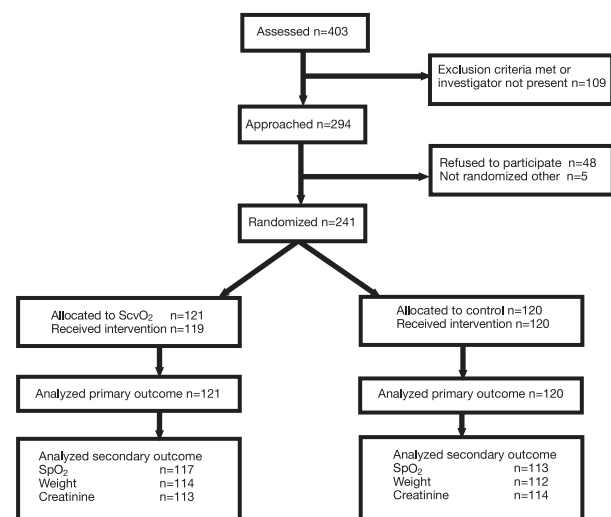 Assessed n=403
Exclusion criteria met or
investigator not present n=109
Approached n=294
Refused to participate n=48
Not randomized other n=5
Randomized n=241
Allocated to ScvO₂ n=121
Received intervention n=119
Allocated to control n=120
Received intervention n=120
Analyzed primary outcome n=121
Analyzed primary outcome n=120
Analyzed secondary outcome
SpO₂ n=117
Weight n=114
Creatinine n=113
Analyzed secondary outcome
SpO₂ n=113
Weight n=112
Creatinine n=114